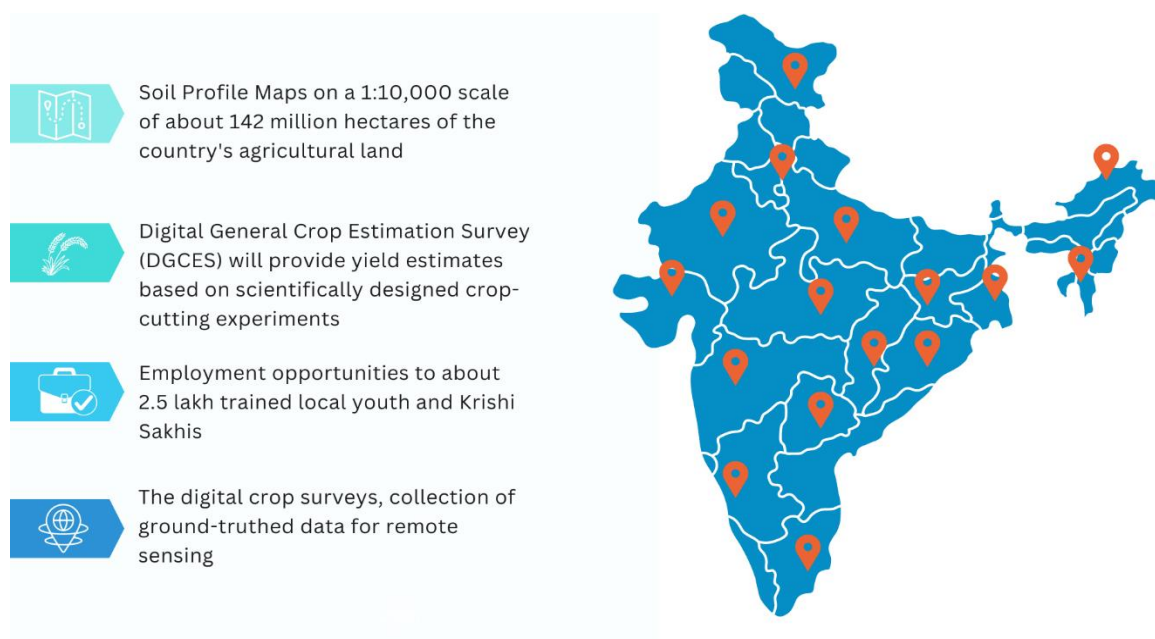 Soil Profile Maps on a 1:10,000 scale
of about 142 million hectares of the
country's agricultural land
Digital General Crop Estimation Survey
(DGCES) will provide yield estimates
based on scientifically designed crop-
cutting experiments
Employment opportunities to about
2.5 lakh trained local youth and Krishi
Sakhis
The digital crop surveys, collection of
ground-truthed data for remote
sensing